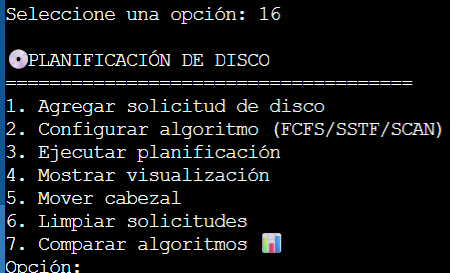 Seleccione una opción: 16
💿PLANIFICACIÓN DE DISCO
=====================================
1. Agregar solicitud de disco
2. Configurar algoritmo (FCFS/SSTF/SCAN)
3. Ejecutar planificación
4. Mostrar visualización
5. Mover cabezal
6. Limpiar solicitudes
7. Comparar algoritmos 📊
Opción: